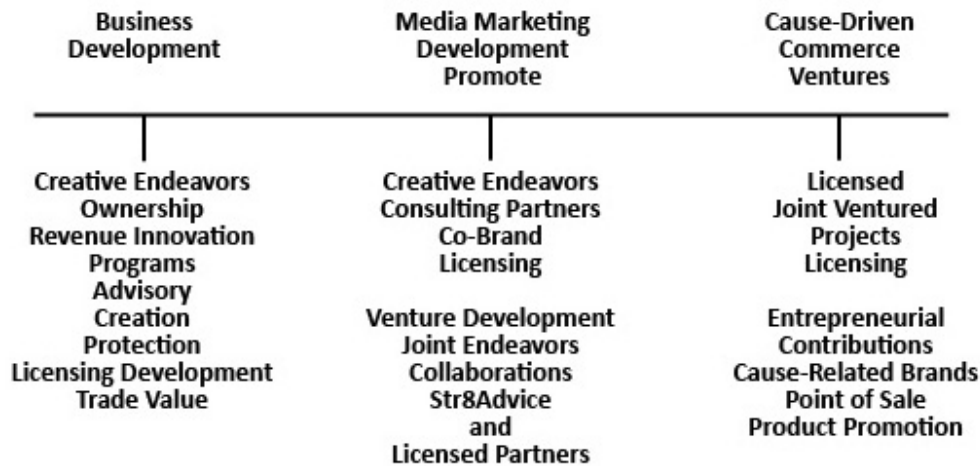 Business
Development
Media Marketing
Development
Promote
Cause-Driven
Commerce
Ventures
Creative Endeavors
Ownership
Revenue Innovation
Programs
Advisory
Creation
Protection
Licensing Development
Trade Value
Creative Endeavors
Consulting Partners
Co-Brand
Licensing
Venture Development
Joint Endeavors
Collaborations
Str8Advice
and
Licensed Partners
Licensed
Joint Ventured
Projects
Licensing
Entrepreneurial
Contributions
Cause-Related Brands
Point of Sale
Product Promotion